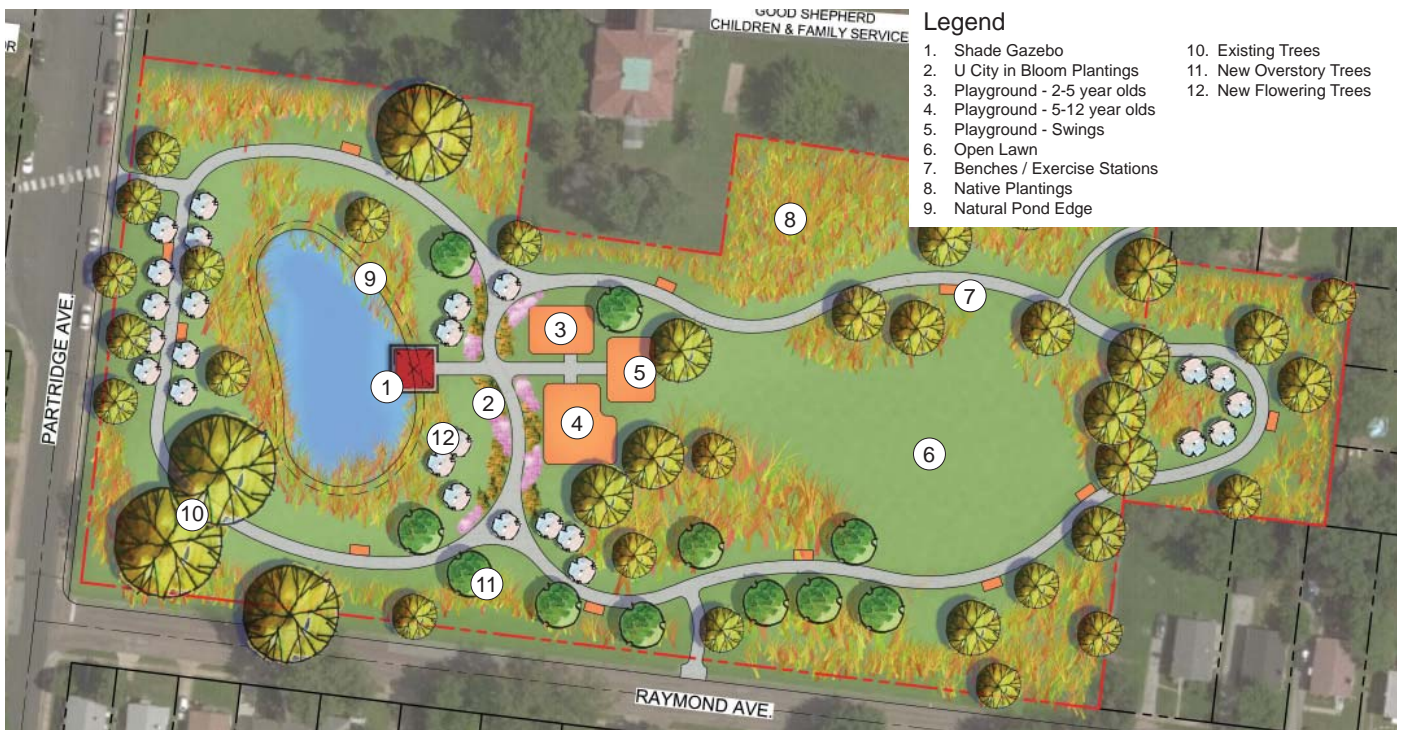 GOOD SHEPHERD
CHILDREN & FAMILY SERVICE
Legend
1. Shade Gazebo
2. U City in Bloom Plantings
3. Playground - 2-5 year olds
4. Playground - 5-12 year olds
5. Playground - Swings
6. Open Lawn
7. Benches / Exercise Stations
8. Native Plantings
9. Natural Pond Edge
10. Existing Trees
11. New Overstory Trees
12. New Flowering Trees
8
9
7
3
1
5
2
4
12
6
10
11
PARTRIDGE AVE.
RAYMOND AVE.